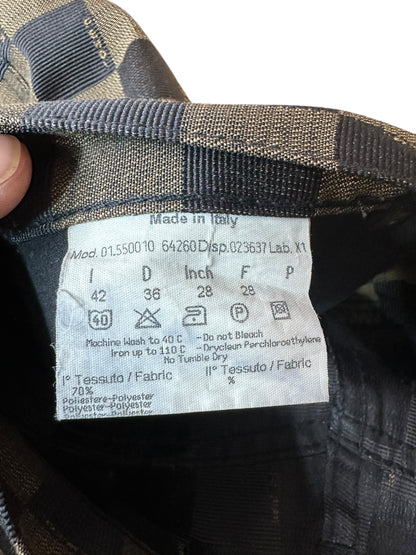 Made in Italy
Mod. 01.550010 64260 Disp. 023637 Lab. X1
I D Inch F P
42 36 28 28
40 P
Machine Wash to 40 C - Do not Bleach
Iron up to 110 C - Dryclean Perchloroethylene
No Tumble Dry
I° Tessuto / Fabric II° Tessuto / Fabric
70% %
Poliestere-Polyester
Polyester-Polyester
Polyester-Polyester